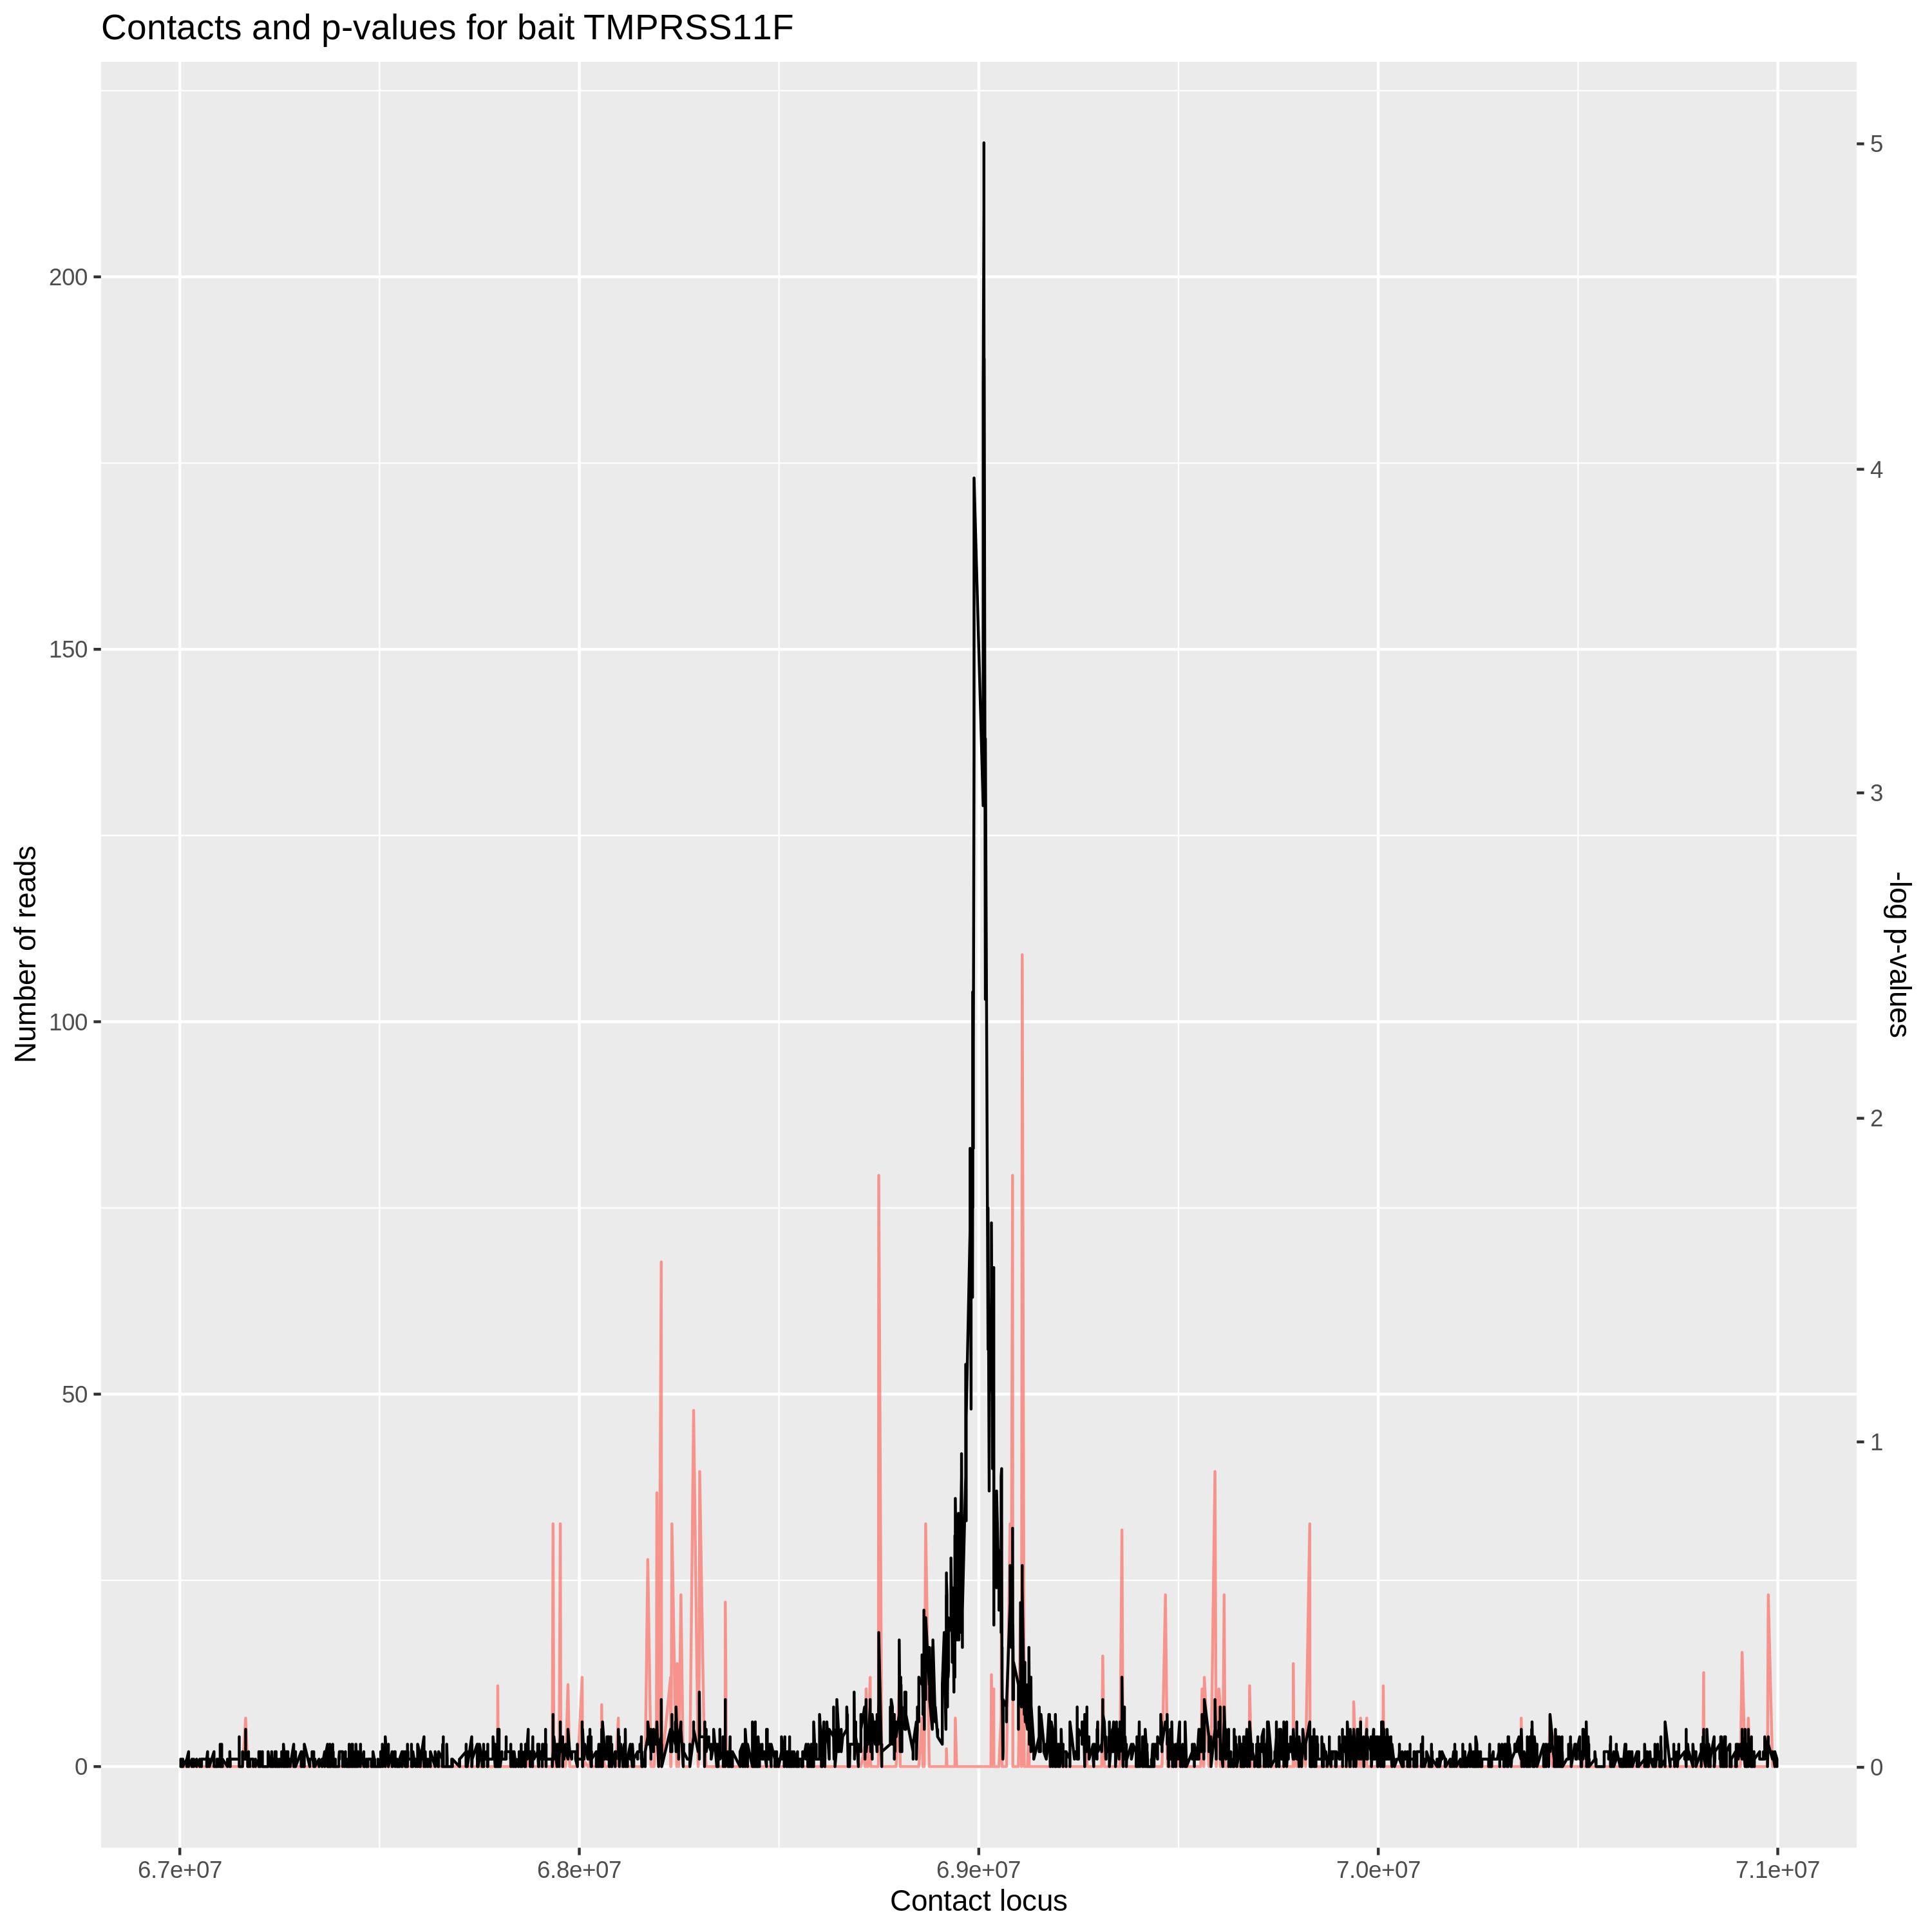 Contacts and p-values for bait TMPRSS11F
Number of reads
200
150
100
50
0
5
4
3
2
1
0
-log p-values
6.7e+07 6.8e+07 6.9e+07 7.0e+07 7.1e+07
Contact locus